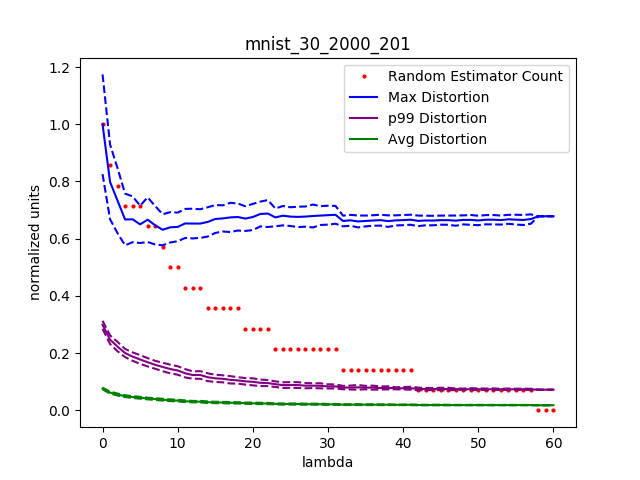 mnist_30_2000_201
1.2
1.0
0.8
0.6
0.4
0.2
0.0
normalized units
Random Estimator Count
Max Distortion
p99 Distortion
Avg Distortion
0 10 20 30 40 50 60
lambda